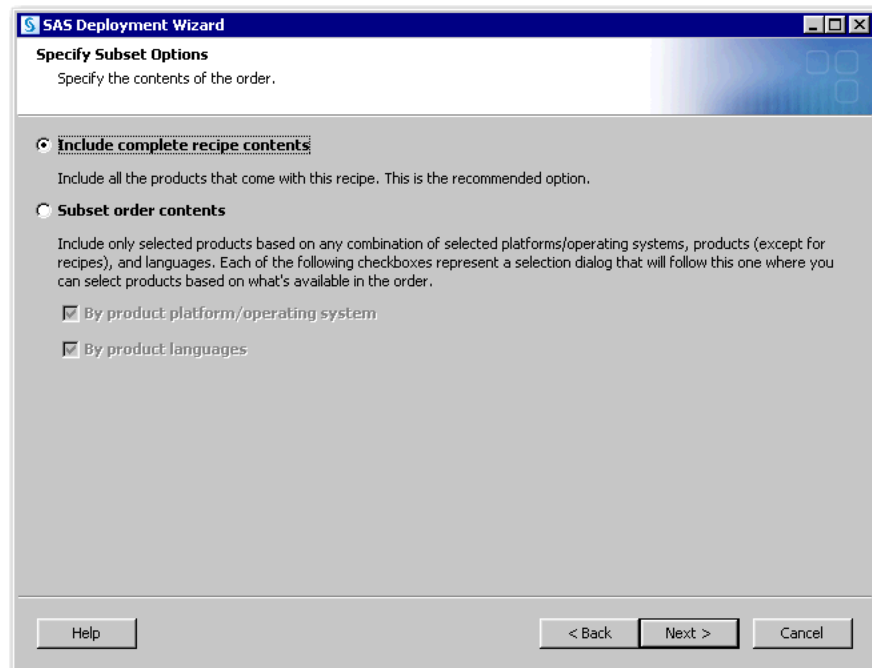 SAS Deployment Wizard
Specify Subset Options
Specify the contents of the order.
Include complete recipe contents
Include all the products that come with this recipe. This is the recommended option.
Subset order contents
Include only selected products based on any combination of selected platforms/operating systems, products (except for
recipes), and languages. Each of the following checkboxes represent a selection dialog that will follow this one where you
can select products based on what's available in the order.
By product platform/operating system
By product languages
Help
< Back
Next >
Cancel